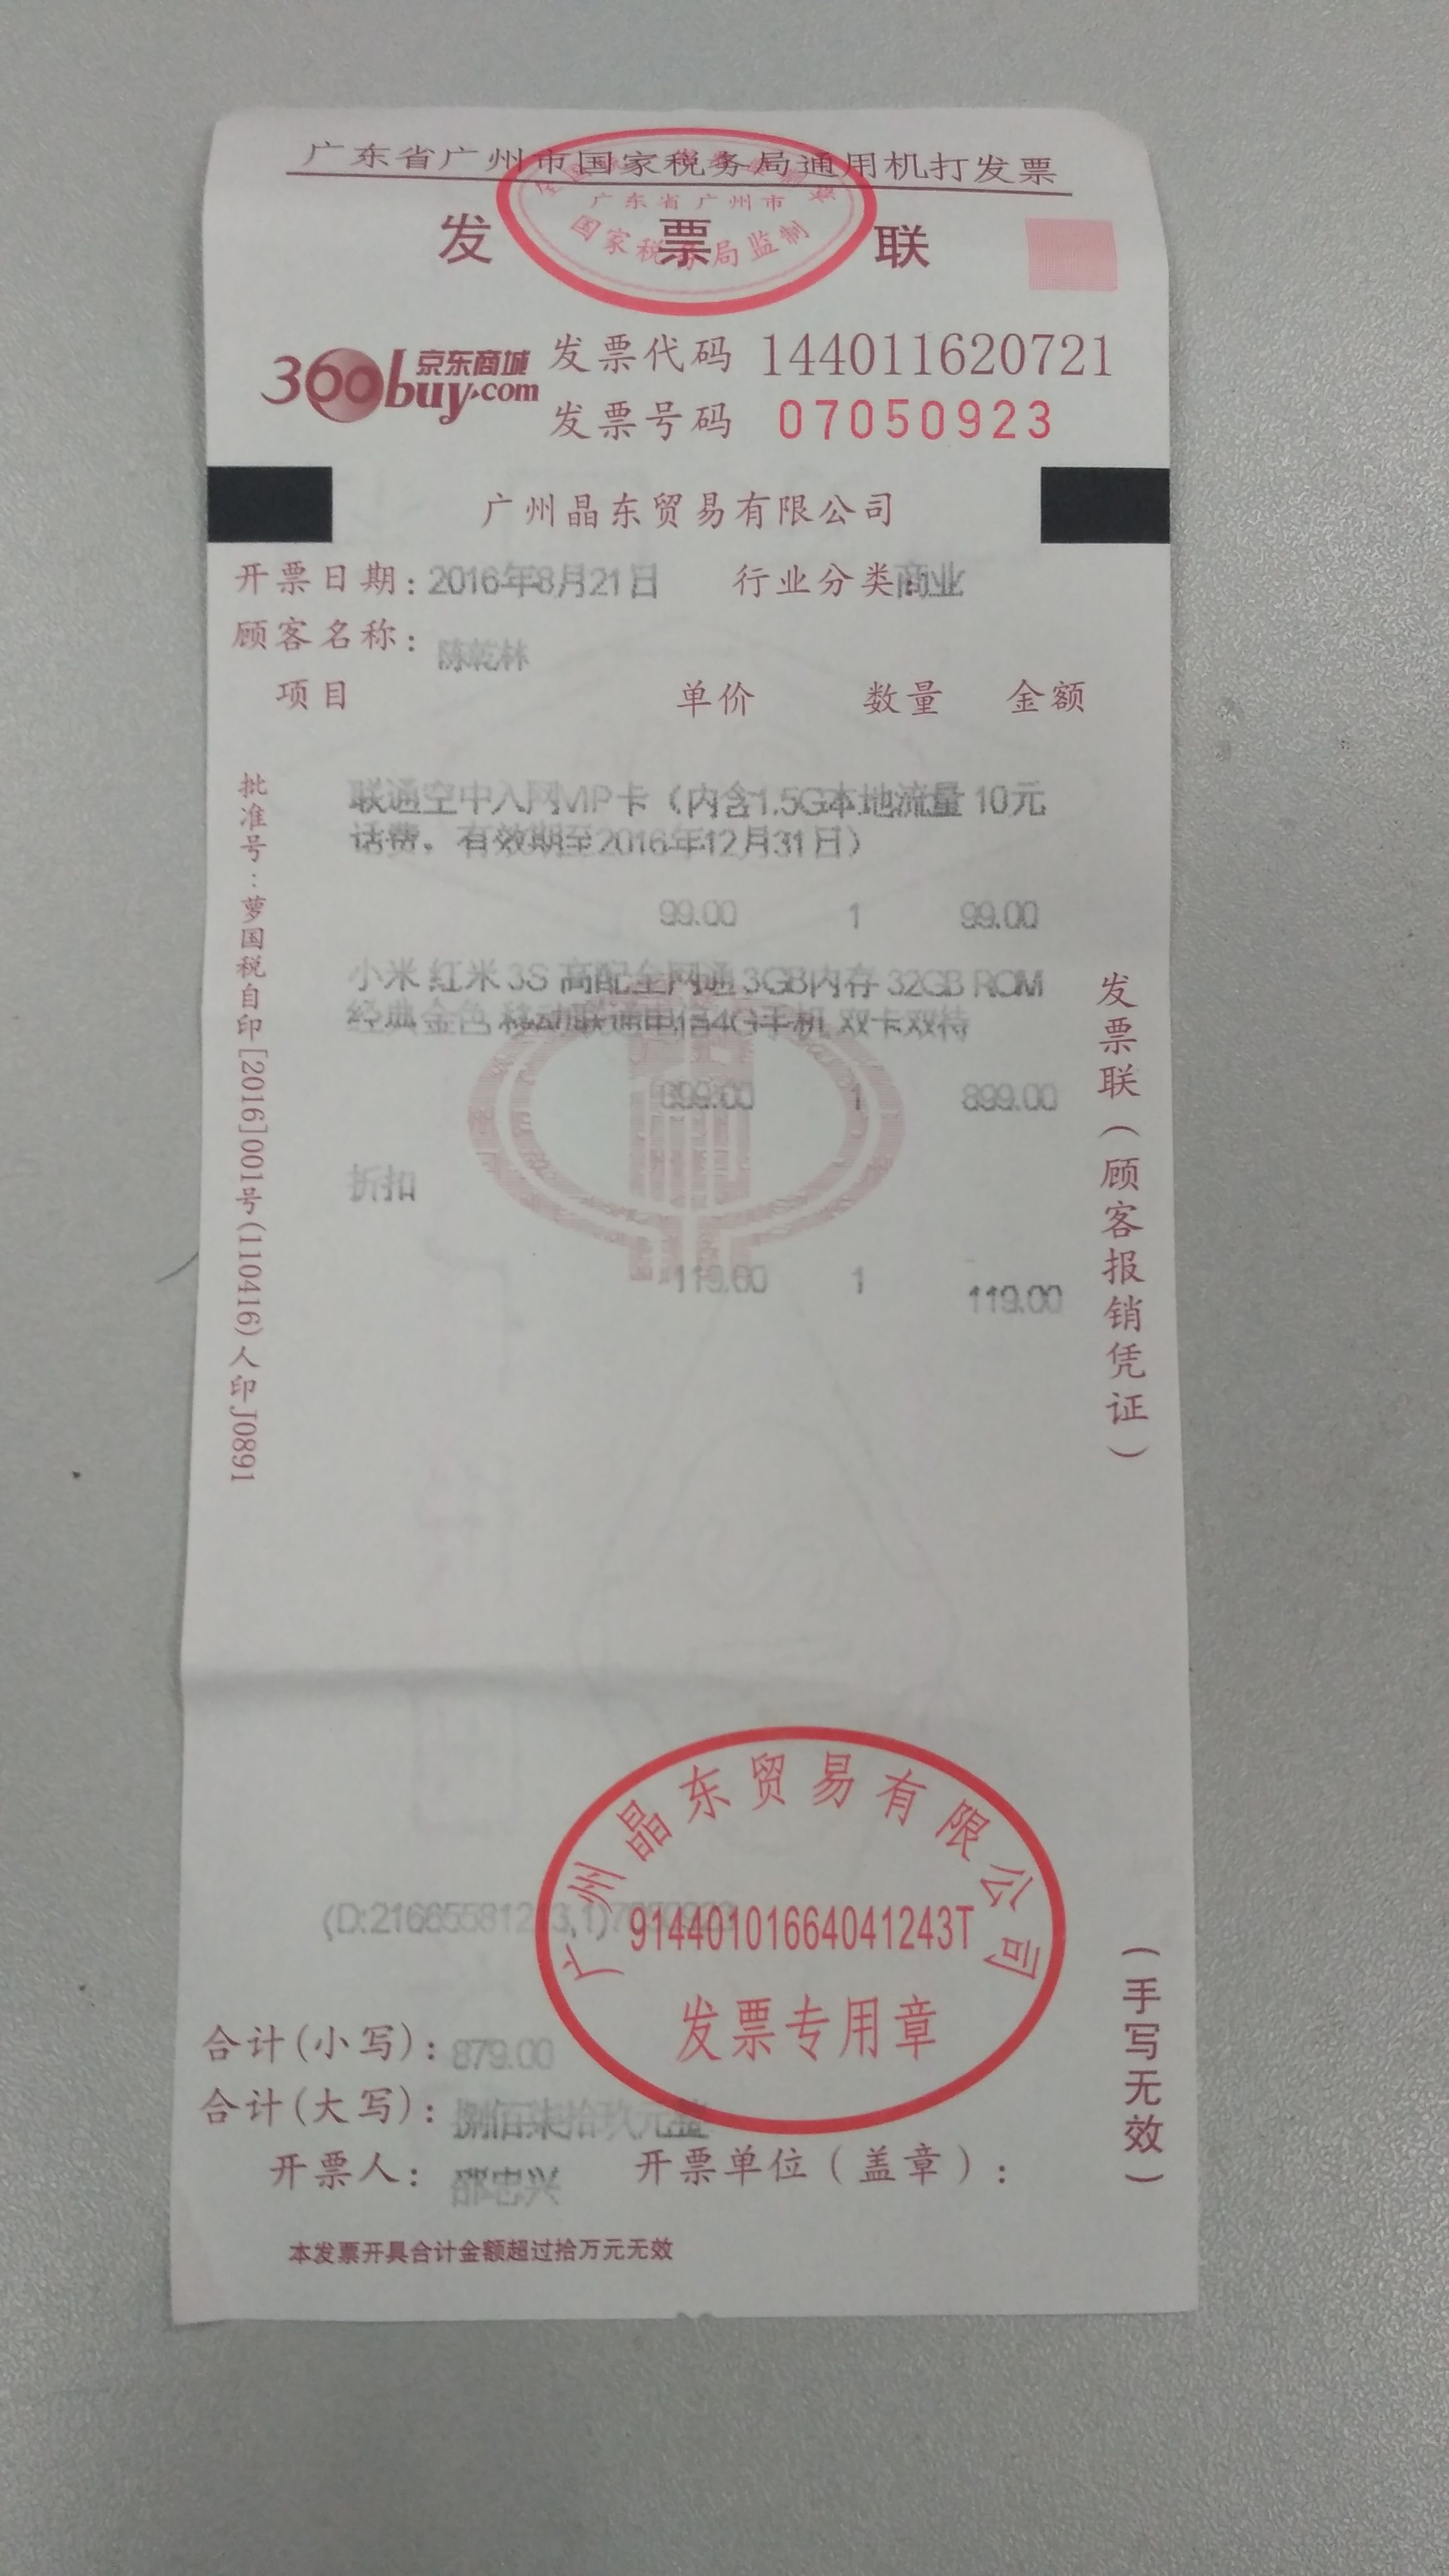 广东省广州市国家税务局通用机打发票
广东省广州市
国家税务局监制
发 票 联
360buy.com 京东商城
发票代码 144011620721
发票号码 07050923
广州晶东贸易有限公司
开票日期：2016年8月21日 行业分类 商业
顾客名称：陈乾林
项目 单价 数量 金额
联通空中入网VIP卡（内含1.5G本地流量 10元
话费，有效期至2016年12月31日）
99.00 1 99.00
小米 红米 3S 高配全网通 3GB内存 32GB ROM
经典金色 移动联通电信4G手机 双卡双待
899.00 1 899.00
折扣
119.00 1 119.00
批准号：萝国税自印[2016]001号(110416)人印J0891
发票联（顾客报销凭证）
广州晶东贸易有限公司
91440101664041243T
发票专用章
（手写无效）
合计(小写)：879.00
合计(大写)：捌佰柒拾玖元整
开票人：邵忠兴 开票单位（盖章）：
本发票开具合计金额超过拾万元无效